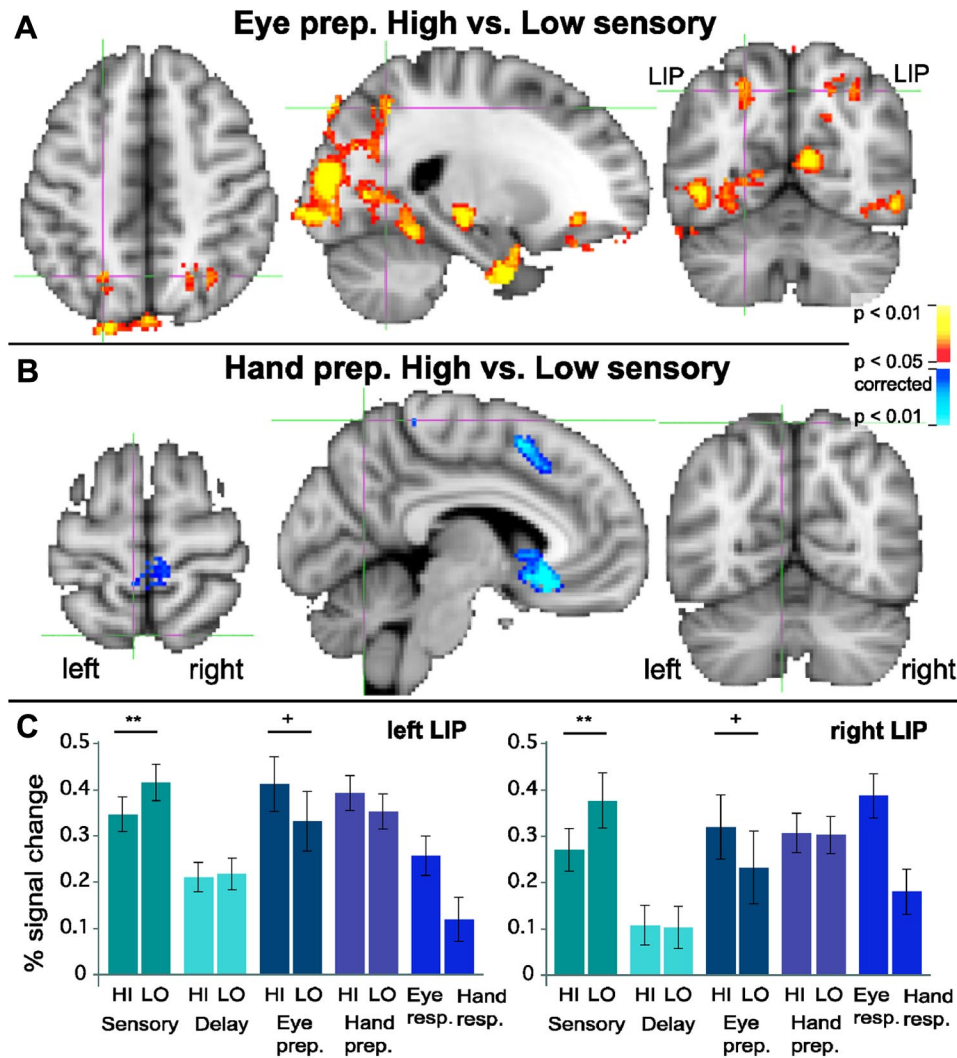 A Eye prep. High vs. Low sensory
LIP LIP
p < 0.01
p < 0.05
corrected
p < 0.01
B Hand prep. High vs. Low sensory
left right left right
C ** + left LIP ** + right LIP
0.5 0.5
0.4 0.4
0.3 0.3
0.2 0.2
0.1 0.1
0 0
% signal change
HI LO HI LO HI LO HI LO Eye resp. Hand resp. HI LO HI LO HI LO HI LO Eye resp. Hand resp.
Sensory Delay Eye prep. Hand prep. Sensory Delay Eye prep. Hand prep.